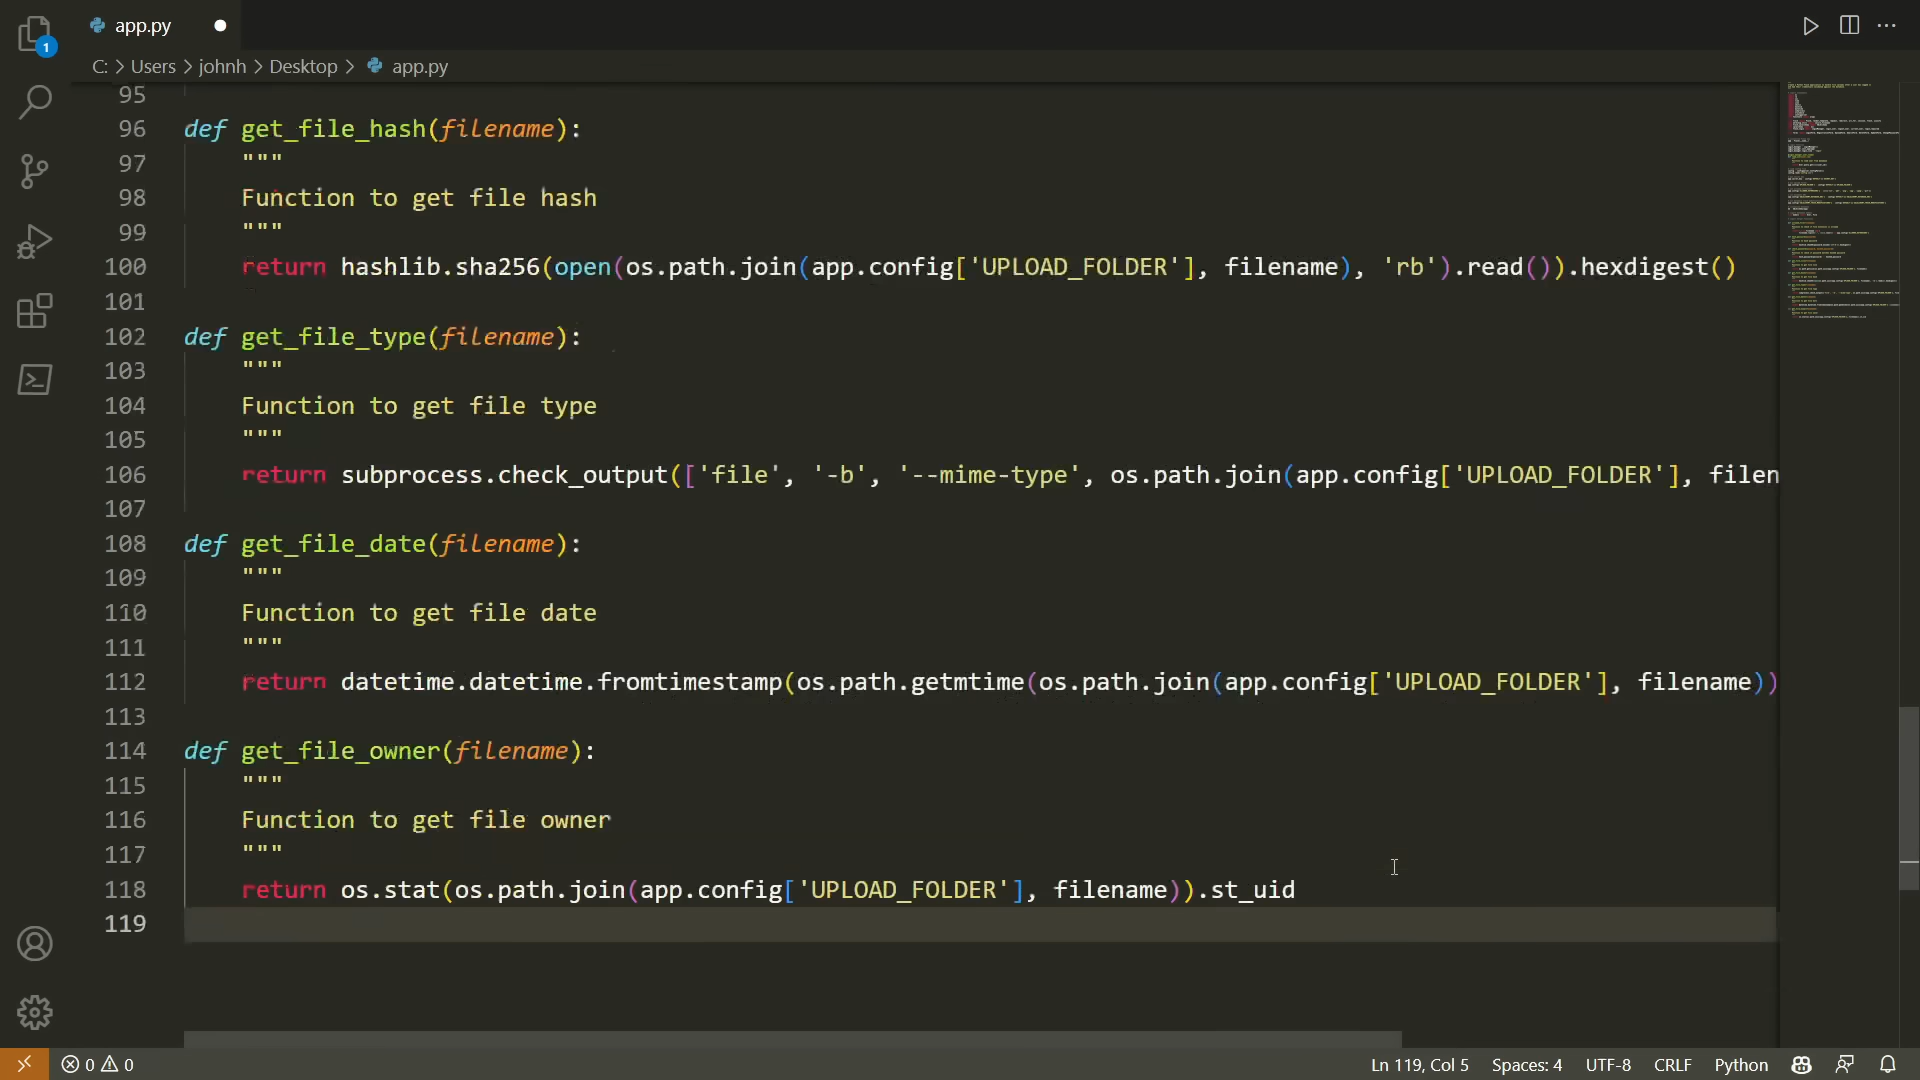 1
app.py
C: > Users > johnh > Desktop > app.py
95
96 def get_file_hash(filename):
97     """
98     Function to get file hash
99     """
100     return hashlib.sha256(open(os.path.join(app.config['UPLOAD_FOLDER'], filename), 'rb').read()).hexdigest()
101
102 def get_file_type(filename):
103     """
104     Function to get file type
105     """
106     return subprocess.check_output(['file', '-b', '--mime-type', os.path.join(app.config['UPLOAD_FOLDER'], filen
107
108 def get_file_date(filename):
109     """
110     Function to get file date
111     """
112     return datetime.datetime.fromtimestamp(os.path.getmtime(os.path.join(app.config['UPLOAD_FOLDER'], filename))
113
114 def get_file_owner(filename):
115     """
116     Function to get file owner
117     """
118     return os.stat(os.path.join(app.config['UPLOAD_FOLDER'], filename)).st_uid
119
0 0 Ln 119, Col 5 Spaces: 4 UTF-8 CRLF Python